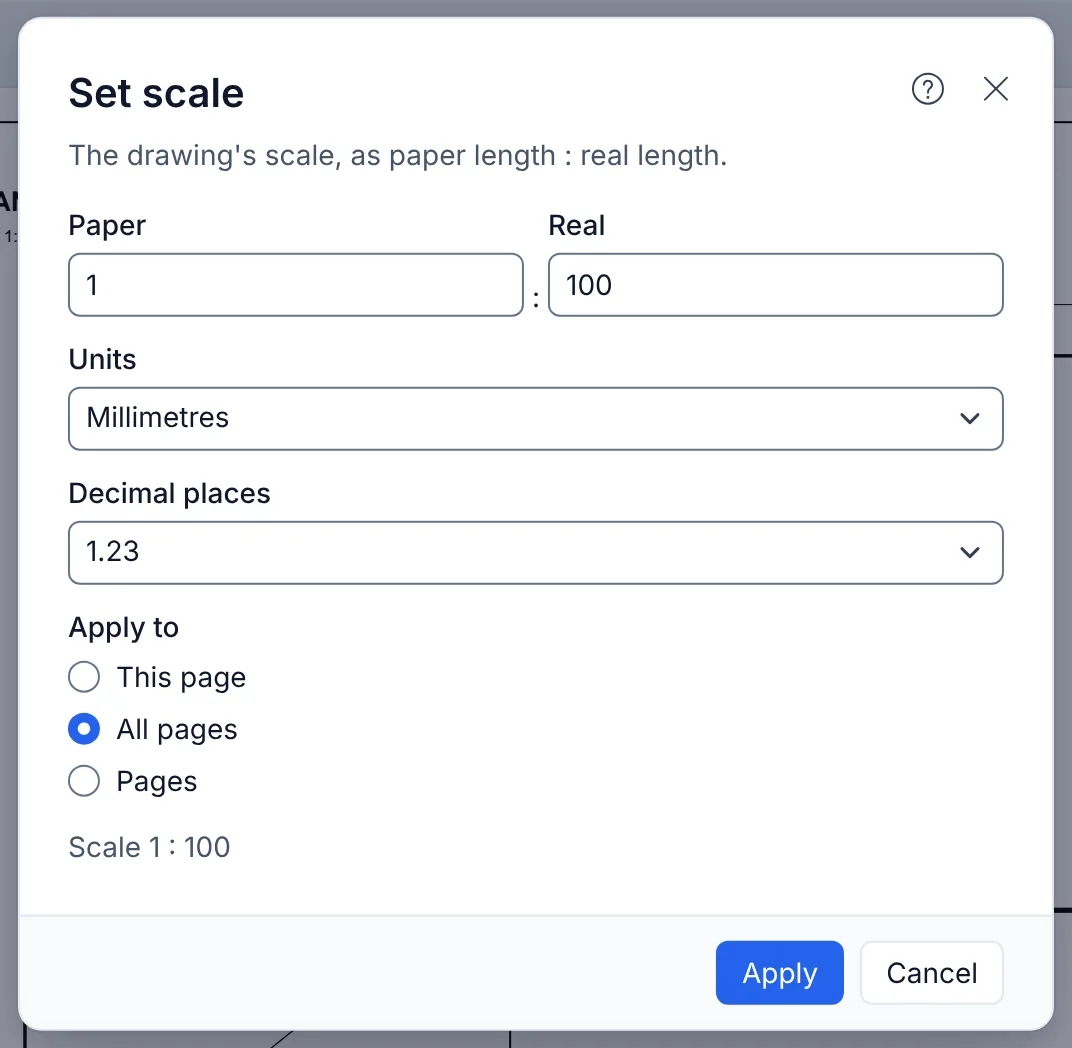 Set scale
The drawing's scale, as paper length : real length.
Paper
Real
1
:
100
Units
Millimetres
Decimal places
1.23
Apply to
This page
All pages
Pages
Scale 1 : 100
Apply
Cancel